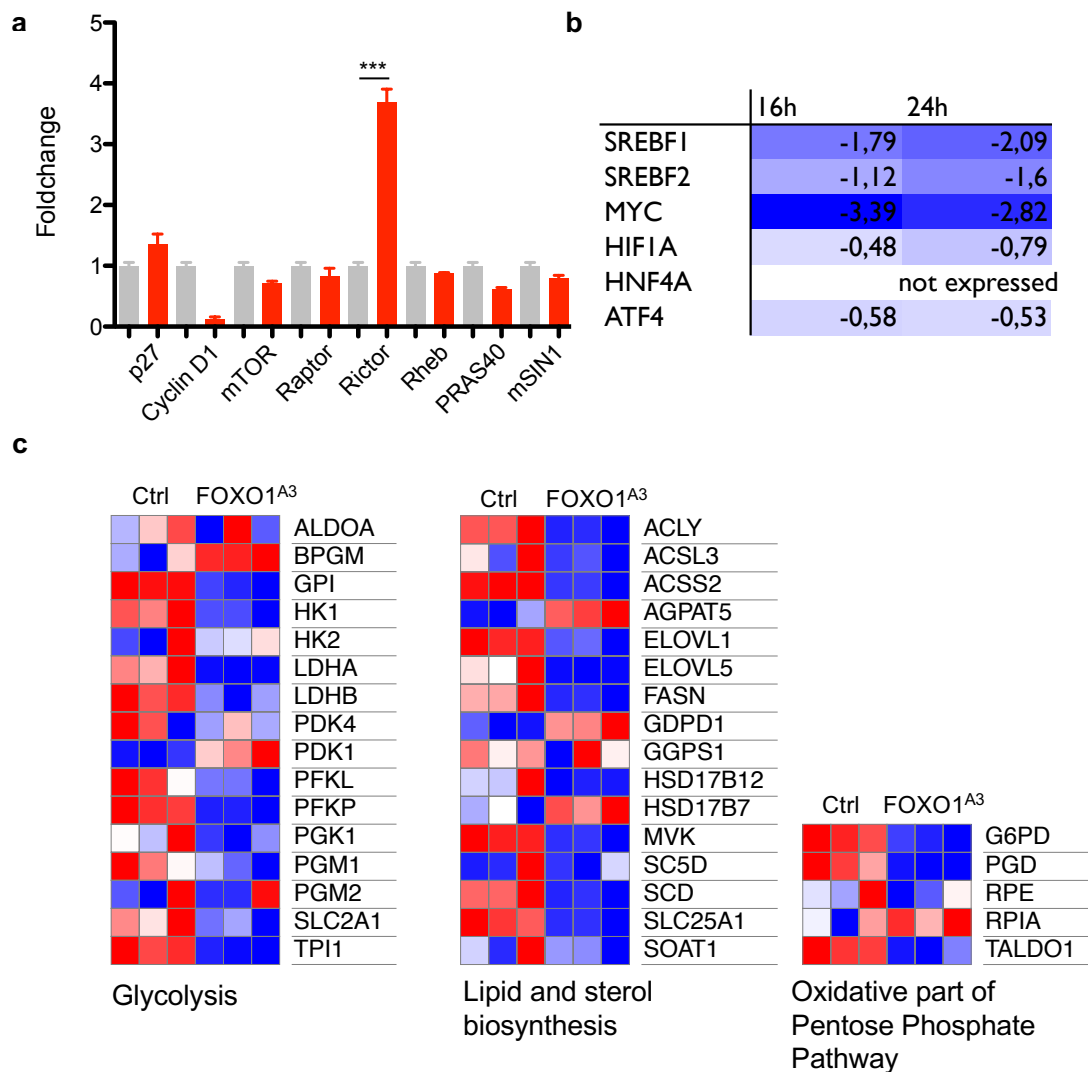 a
5
4
3
2
1
0
Foldchange
***
p27
Cyclin D1
mTOR
Raptor
Rictor
Rheb
PRAS40
mSIN1
b
16h 24h
SREBF1 -1,79 -2,09
SREBF2 -1,12 -1,6
MYC -3,39 -2,82
HIF1A -0,48 -0,79
HNF4A not expressed
ATF4 -0,58 -0,53
c
Ctrl FOXO1A3
ALDOA
BPGM
GPI
HK1
HK2
LDHA
LDHB
PDK4
PDK1
PFKL
PFKP
PGK1
PGM1
PGM2
SLC2A1
TPI1
Glycolysis
Ctrl FOXO1A3
ACLY
ACSL3
ACSS2
AGPAT5
ELOVL1
ELOVL5
FASN
GDPD1
GGPS1
HSD17B12
HSD17B7
MVK
SC5D
SCD
SLC25A1
SOAT1
Lipid and sterol
biosynthesis
Ctrl FOXO1A3
G6PD
PGD
RPE
RPIA
TALDO1
Oxidative part of
Pentose Phosphate
Pathway